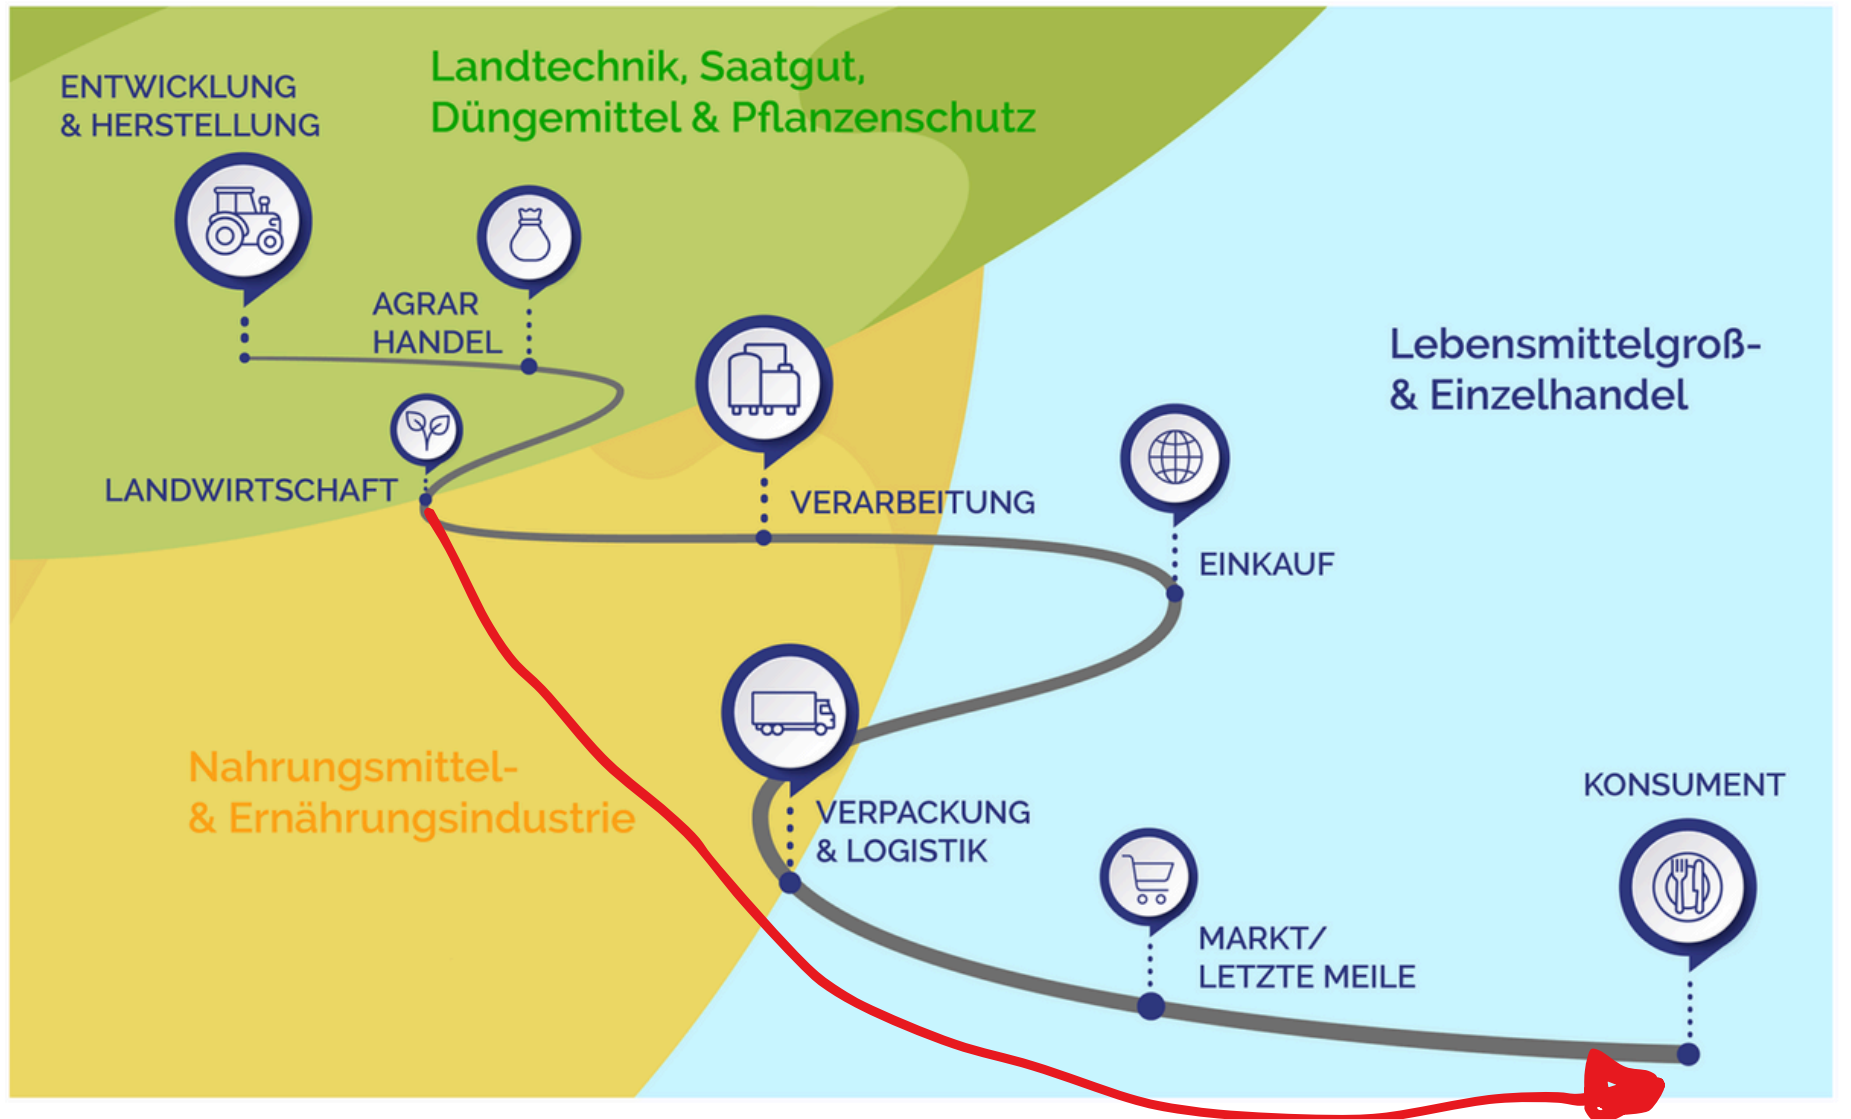 ENTWICKLUNG
& HERSTELLUNG
Landtechnik, Saatgut,
Düngemittel & Pflanzenschutz
AGRAR
HANDEL
LANDWIRTSCHAFT
VERARBEITUNG
Lebensmittelgroß-
& Einzelhandel
EINKAUF
Nahrungsmittel-
& Ernährungsindustrie
VERPACKUNG
& LOGISTIK
MARKT/
LETZTE MEILE
KONSUMENT